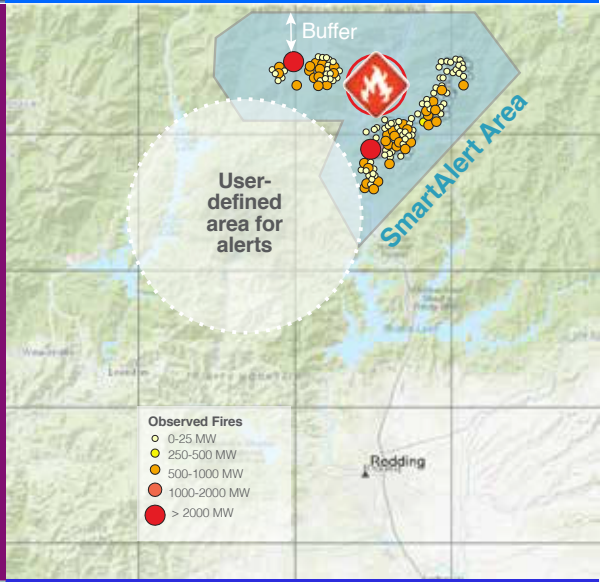 Buffer
SmartAlert Area
User-
defined
area for
alerts
Observed Fires
0-25 MW
250-500 MW
500-1000 MW
1000-2000 MW
> 2000 MW
Redding